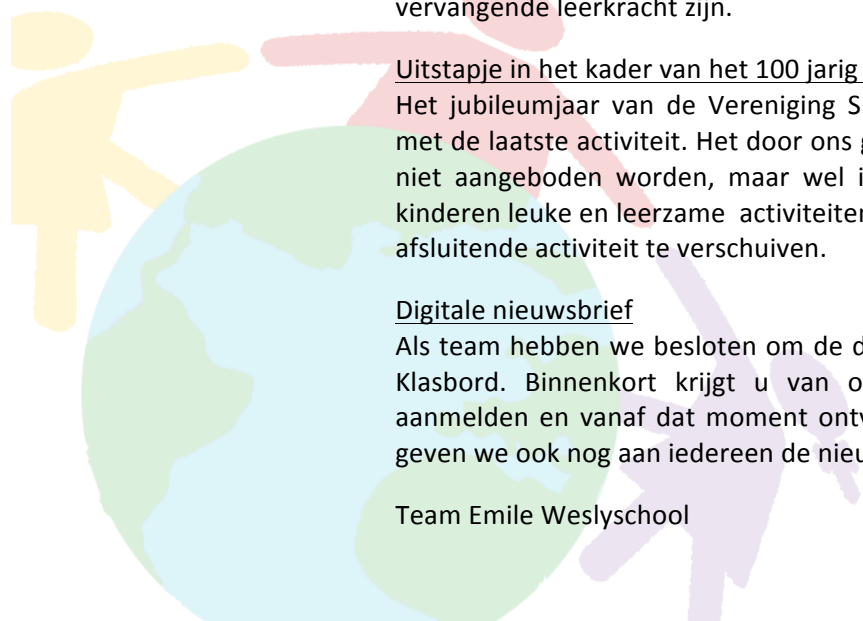 vervangende leerkracht zijn.
Uitstapje in het kader van het 100 jarig
Het jubileumjaar van de Vereniging S
met de laatste activiteit. Het door ons
niet aangeboden worden, maar wel i
kinderen leuke en leerzame activiteiten
afsluitende activiteit te verschuiven.
Digitale nieuwsbrief
Als team hebben we besloten om de d
Klasbord. Binnenkort krijgt u van o
aanmelden en vanaf dat moment ontv
geven we ook nog aan iedereen de nieu
Team Emile Weslyschool